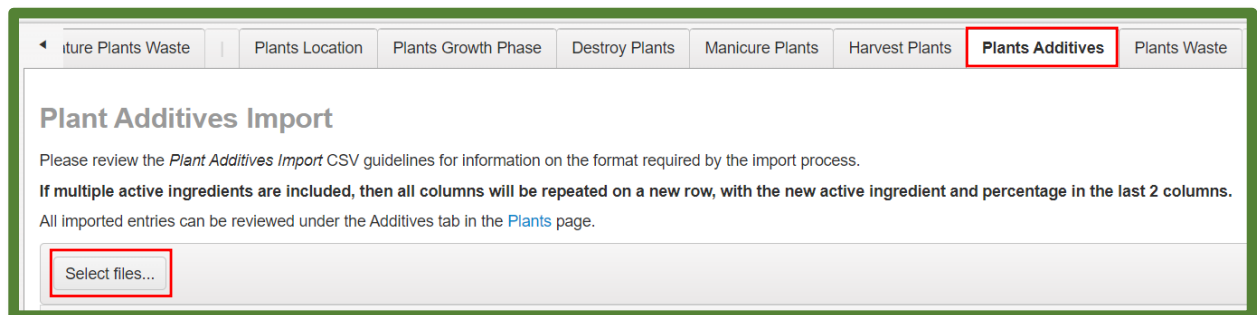 Plants Waste | Plants Location Plants Growth Phase Destroy Plants Manicure Plants Harvest Plants Plants Additives Plants Waste
Plant Additives Import
Please review the Plant Additives Import CSV guidelines for information on the format required by the import process.
If multiple active ingredients are included, then all columns will be repeated on a new row, with the new active ingredient and percentage in the last 2 columns.
All imported entries can be reviewed under the Additives tab in the Plants page.
Select files...